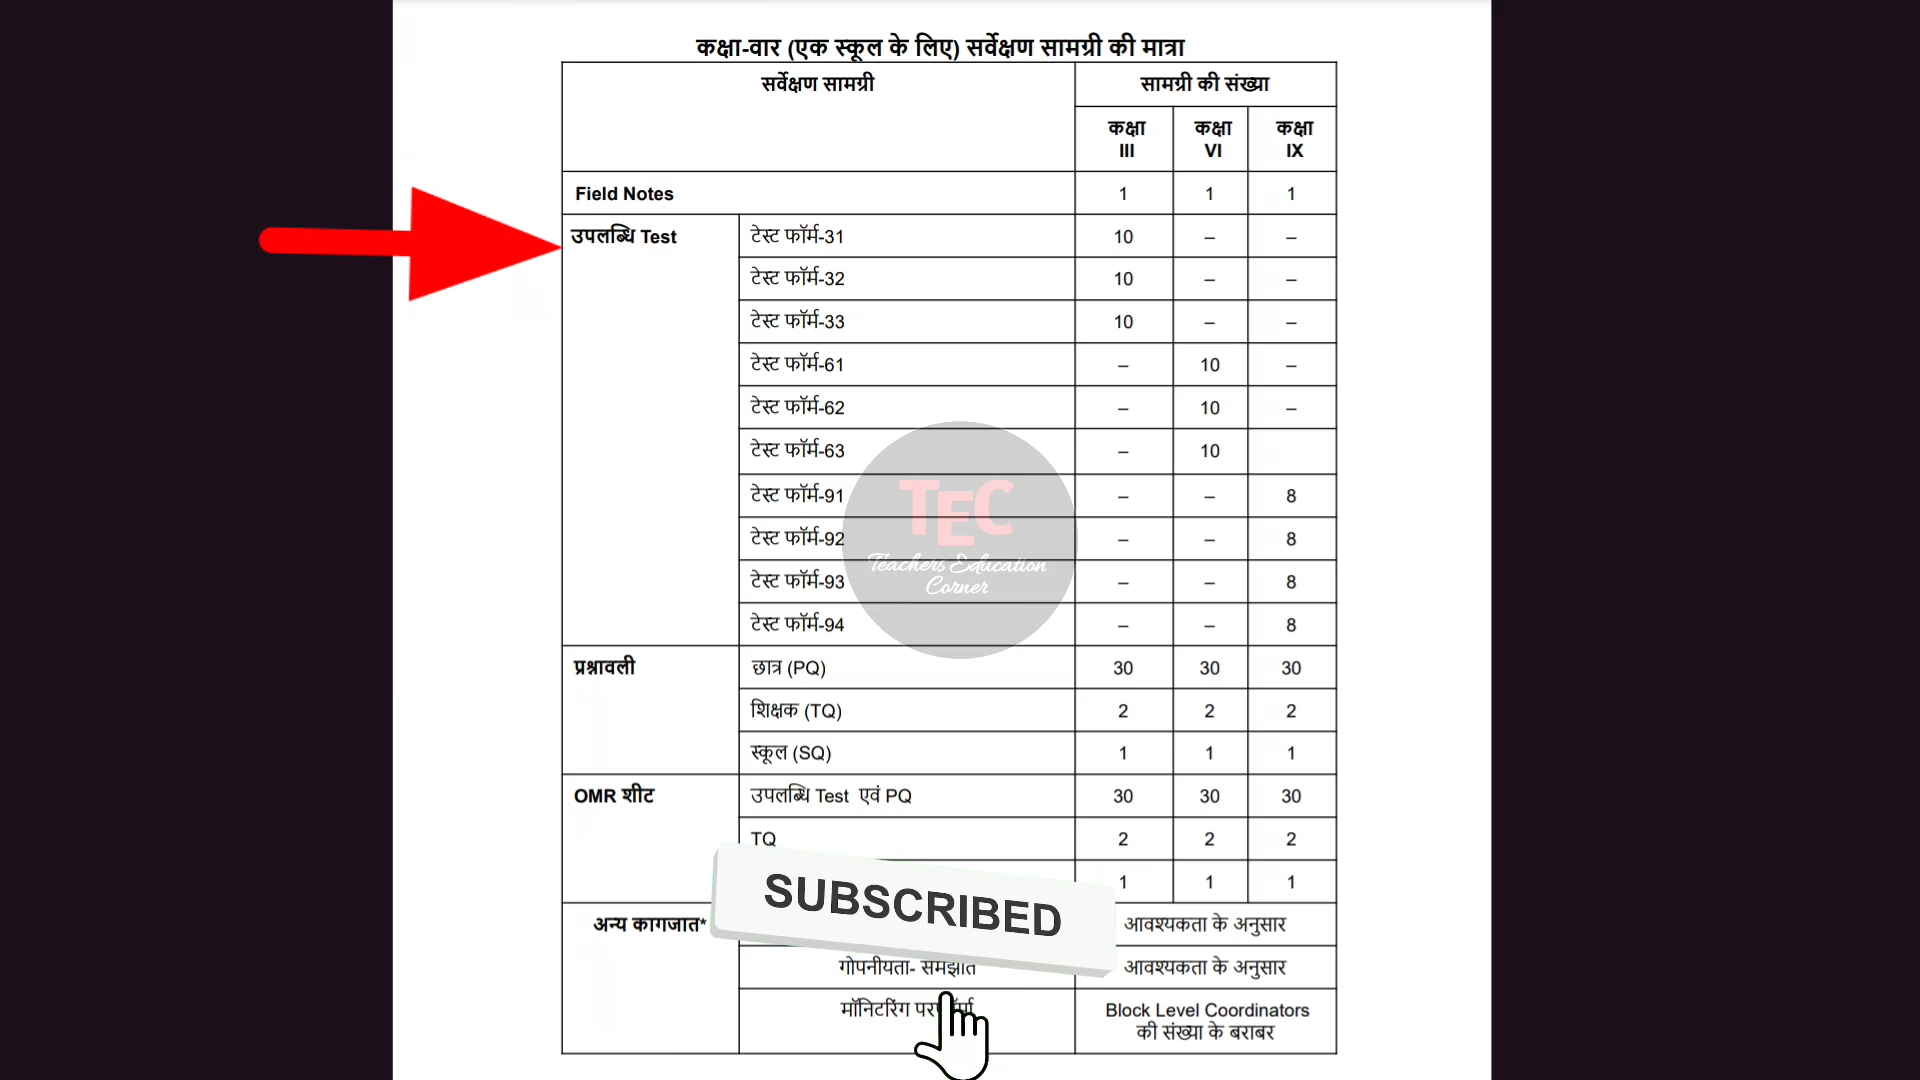 कक्षा-वार (एक स्कूल के लिए) सर्वेक्षण सामग्री की मात्रा
सर्वेक्षण सामग्री सामग्री की संख्या
कक्षा III कक्षा VI कक्षा IX
Field Notes 1 1 1
उपलब्धि Test टेस्ट फॉर्म-31 10 – –
टेस्ट फॉर्म-32 10 – –
टेस्ट फॉर्म-33 10 – –
टेस्ट फॉर्म-61 – 10 –
टेस्ट फॉर्म-62 – 10 –
टेस्ट फॉर्म-63 – 10
टेस्ट फॉर्म-91 – – 8
टेस्ट फॉर्म-92 – – 8
टेस्ट फॉर्म-93 – – 8
टेस्ट फॉर्म-94 – – 8
TEC
Teachers Education
Corner
प्रश्नावली छात्र (PQ) 30 30 30
शिक्षक (TQ) 2 2 2
स्कूल (SQ) 1 1 1
OMR शीट उपलब्धि Test एवं PQ 30 30 30
TQ 2 2 2
1 1 1
SUBSCRIBED
अन्य कागजात* आवश्यकता के अनुसार
गोपनीयता- आवश्यकता के अनुसार
मॉनिटरिंग Block Level Coordinators
की संख्या के बराबर